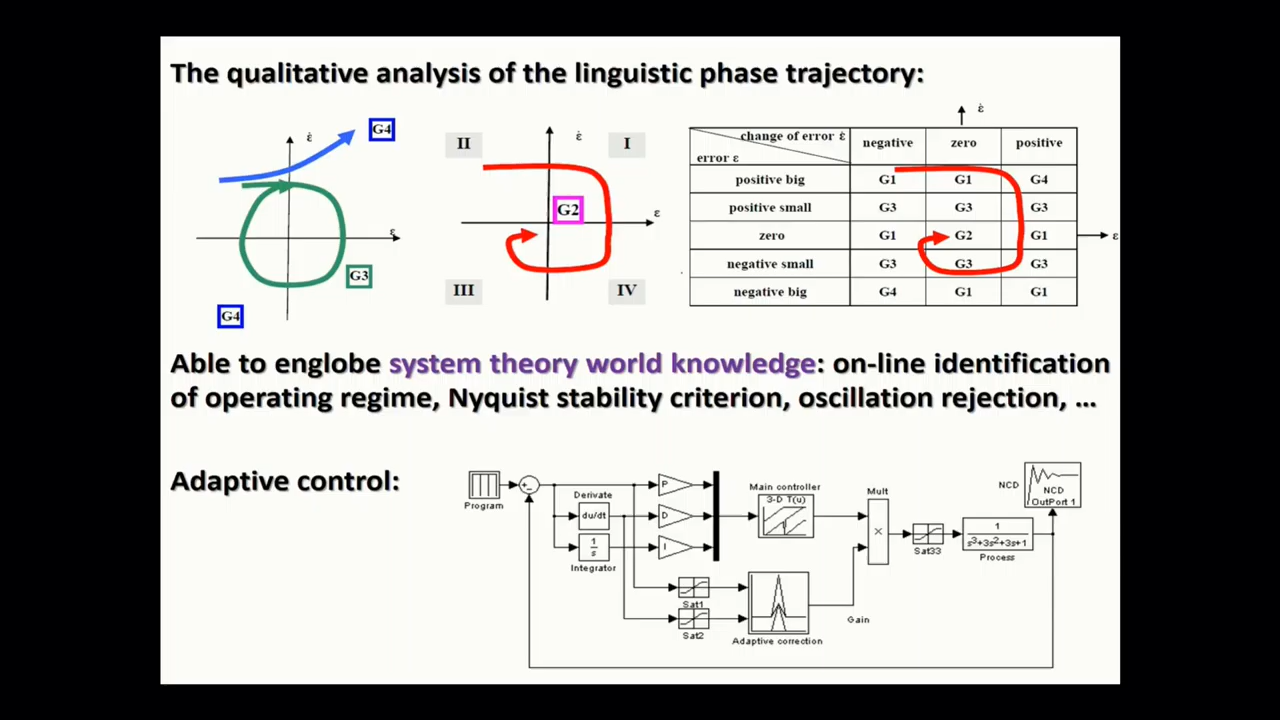 The qualitative analysis of the linguistic phase trajectory:
ε̇
G4
ε
G3
G4
II
ε̇
I
G2
ε
III
IV
ε̇
change of error ε̇ negative zero positive
error ε
positive big G1 G1 G4
positive small G3 G3 G3
zero G1 G2 G1
ε
negative small G3 G3 G3
negative big G4 G1 G1
Able to englobe system theory world knowledge: on-line identification
of operating regime, Nyquist stability criterion, oscillation rejection, ...
Adaptive control:
Program
+
-
Derivate
du/dt
1
s
Integrator
P
D
I
Main controller
3-D T(u)
Mult
×
Sat33
1
s3+3s2+3s+1
Process
NCD
NCD
OutPort 1
Sat1
Sat2
Adaptive correction
Gain